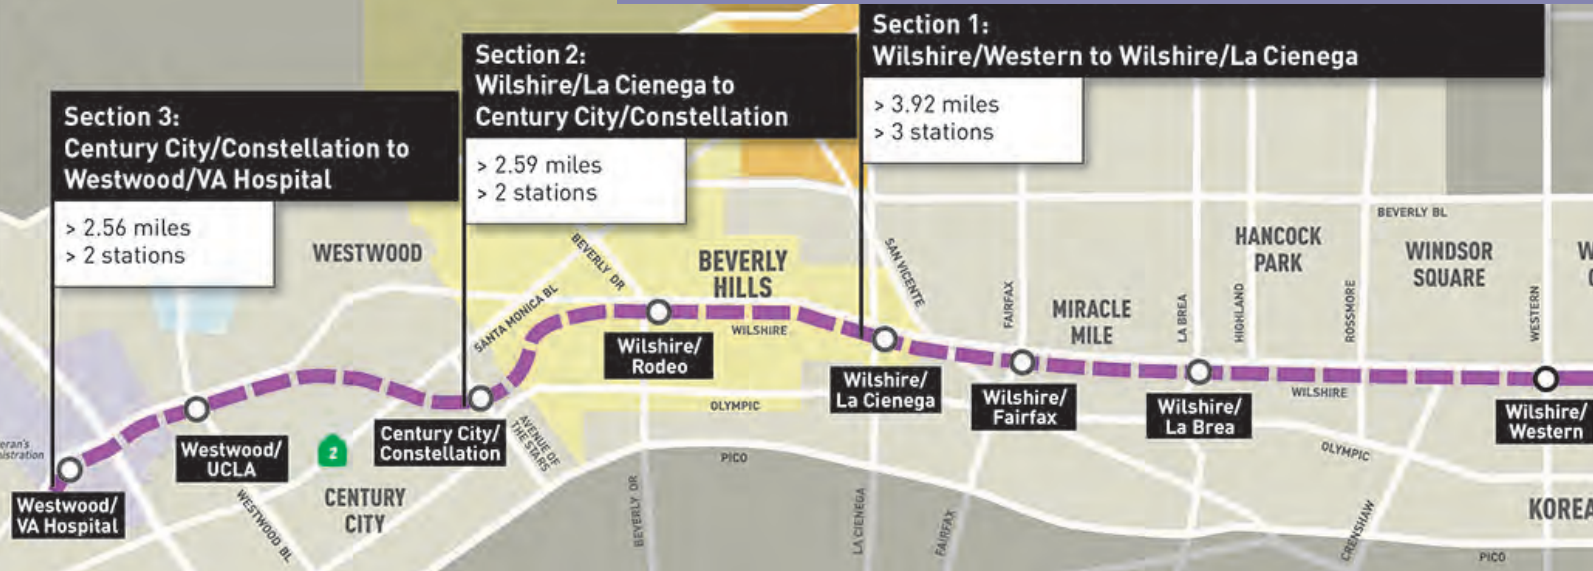 Section 1:
Wilshire/Western to Wilshire/La Cienega
> 3.92 miles
> 3 stations
Section 2:
Wilshire/La Cienega to
Century City/Constellation
> 2.59 miles
> 2 stations
Section 3:
Century City/Constellation to
Westwood/VA Hospital
> 2.56 miles
> 2 stations
WESTWOOD
BEVERLY DR
SANTA MONICA BL
BEVERLY
HILLS
WILSHIRE
SAN VICENTE
FAIRFAX
MIRACLE
MILE
LA BREA
HIGHLAND
HANCOCK
PARK
ROSSMORE
BEVERLY BL
WINDSOR
SQUARE
WESTERN
W
Wilshire/
Rodeo
Wilshire/
La Cienega
Wilshire/
Fairfax
Wilshire/
La Brea
WILSHIRE
Wilshire/
Western
OLYMPIC
OLYMPIC
PICO
AVENUE OF
THE STARS
Century City/
Constellation
2
Westwood/
UCLA
eran's
istration
Westwood/
VA Hospital
WESTWOOD BL
CENTURY
CITY
BEVERLY DR
LA CIENEGA
FAIRFAX
CRENSHAW
KOREA
PICO